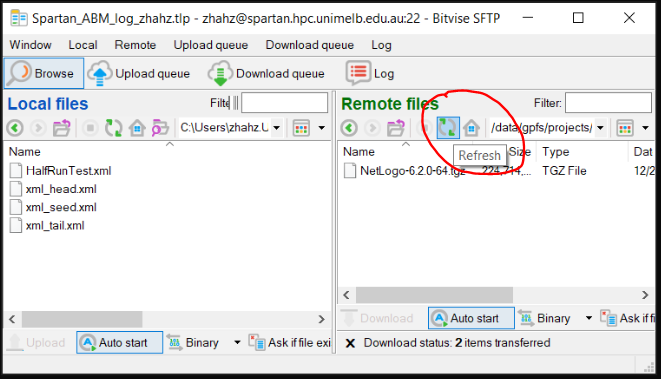 Spartan_ABM_log_zhahz.tlp - zhahz@spartan.hpc.unimelb.edu.au:22 - Bitvise SFTP
Window Local Remote Upload queue Download queue Log
Browse Upload queue Download queue Log
Local files Filte
Remote files Filter:
C:\Users\zhahz.U
/data/gpfs/projects/
Refresh
Name
HalfRunTest.xml
xml_head.xml
xml_seed.xml
xml_tail.xml
Name Size Type Dat
NetLogo-6.2.0-64.tgz 224,714,... TGZ File 12/2
Upload Auto start Binary Ask if file exi
Download Auto start Binary Ask if fi
X Download status: 2 items transferred